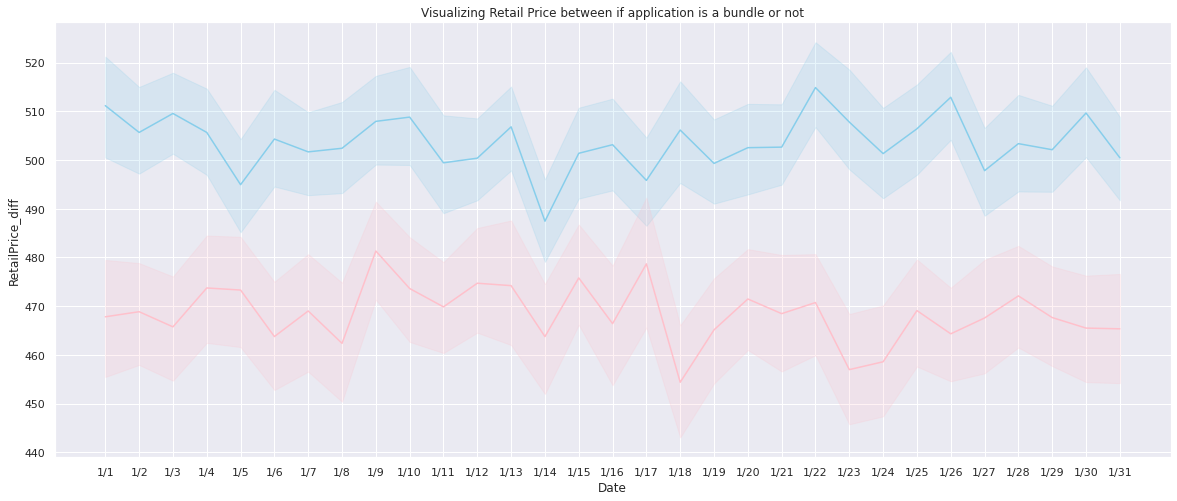 Visualizing Retail Price between if application is a bundle or not
520
510
500
490
480
470
460
450
440
RetailPrice_diff
1/1 1/2 1/3 1/4 1/5 1/6 1/7 1/8 1/9 1/10 1/11 1/12 1/13 1/14 1/15 1/16 1/17 1/18 1/19 1/20 1/21 1/22 1/23 1/24 1/25 1/26 1/27 1/28 1/29 1/30 1/31
Date